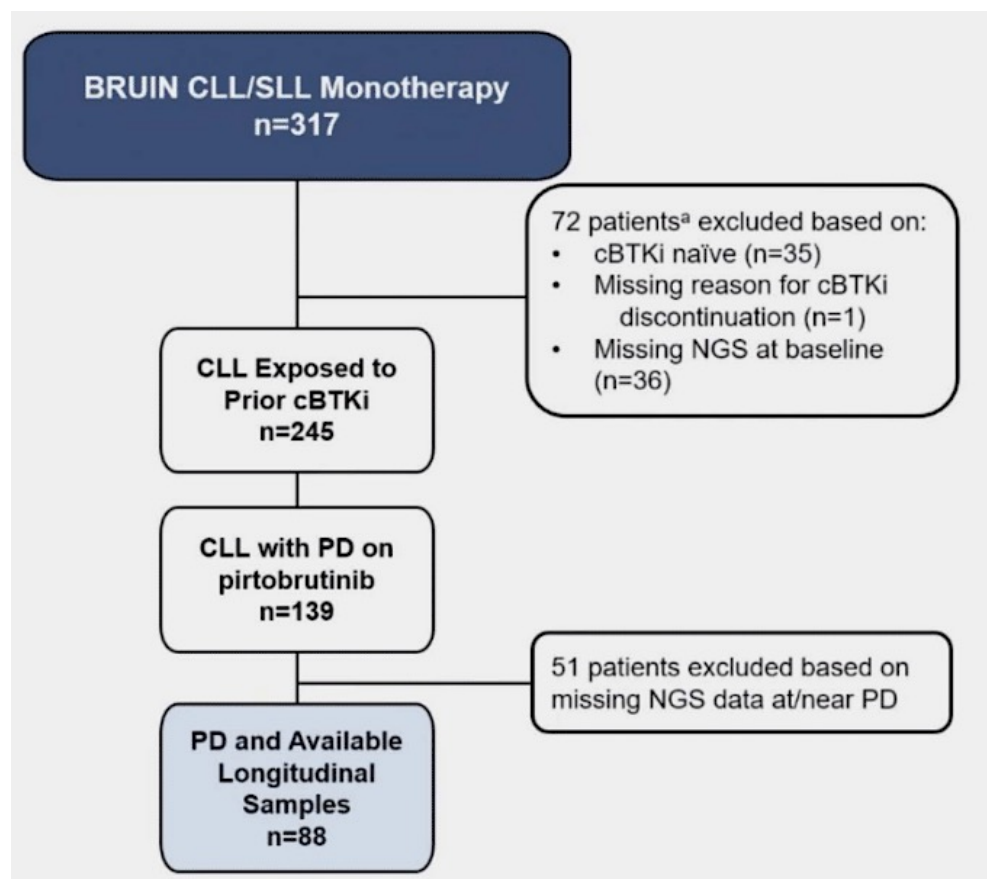 BRUIN CLL/SLL Monotherapy
n=317
72 patientsᵃ excluded based on:
• cBTKi naïve (n=35)
• Missing reason for cBTKi
discontinuation (n=1)
• Missing NGS at baseline
(n=36)
CLL Exposed to
Prior cBTKi
n=245
CLL with PD on
pirtobrutinib
n=139
51 patients excluded based on
missing NGS data at/near PD
PD and Available
Longitudinal
Samples
n=88